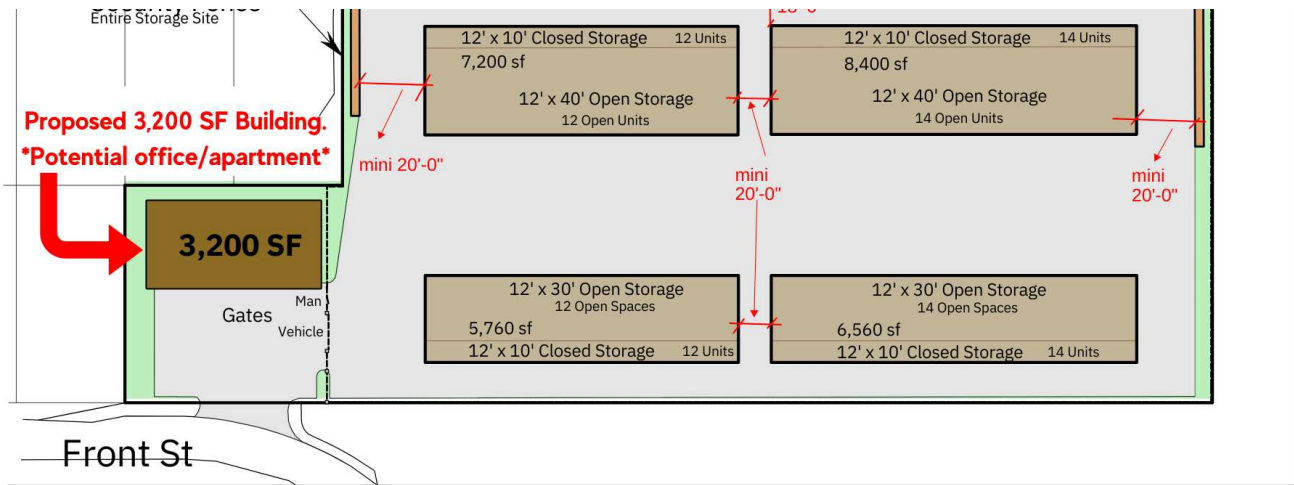 Entire Storage Site
12' x 10' Closed Storage 12 Units
7,200 sf
12' x 40' Open Storage
12 Open Units
12' x 10' Closed Storage 14 Units
8,400 sf
12' x 40' Open Storage
14 Open Units
Proposed 3,200 SF Building.
*Potential office/apartment*
mini 20'-0"
mini
20'-0"
mini
20'-0"
3,200 SF
Man
Gates
Vehicle
12' x 30' Open Storage
12 Open Spaces
5,760 sf
12' x 10' Closed Storage 12 Units
12' x 30' Open Storage
14 Open Spaces
6,560 sf
12' x 10' Closed Storage 14 Units
Front St